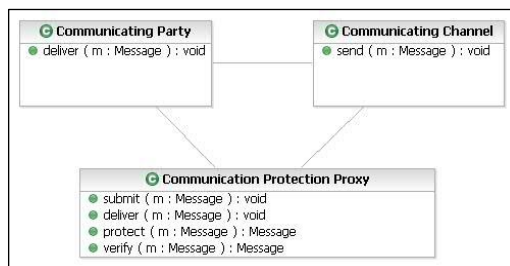 Communicating Party
deliver ( m : Message ) : void
Communicating Channel
send ( m : Message ) : void
Communication Protection Proxy
submit ( m : Message ) : void
deliver ( m : Message ) : void
protect ( m : Message ) : Message
verify ( m : Message ) : Message